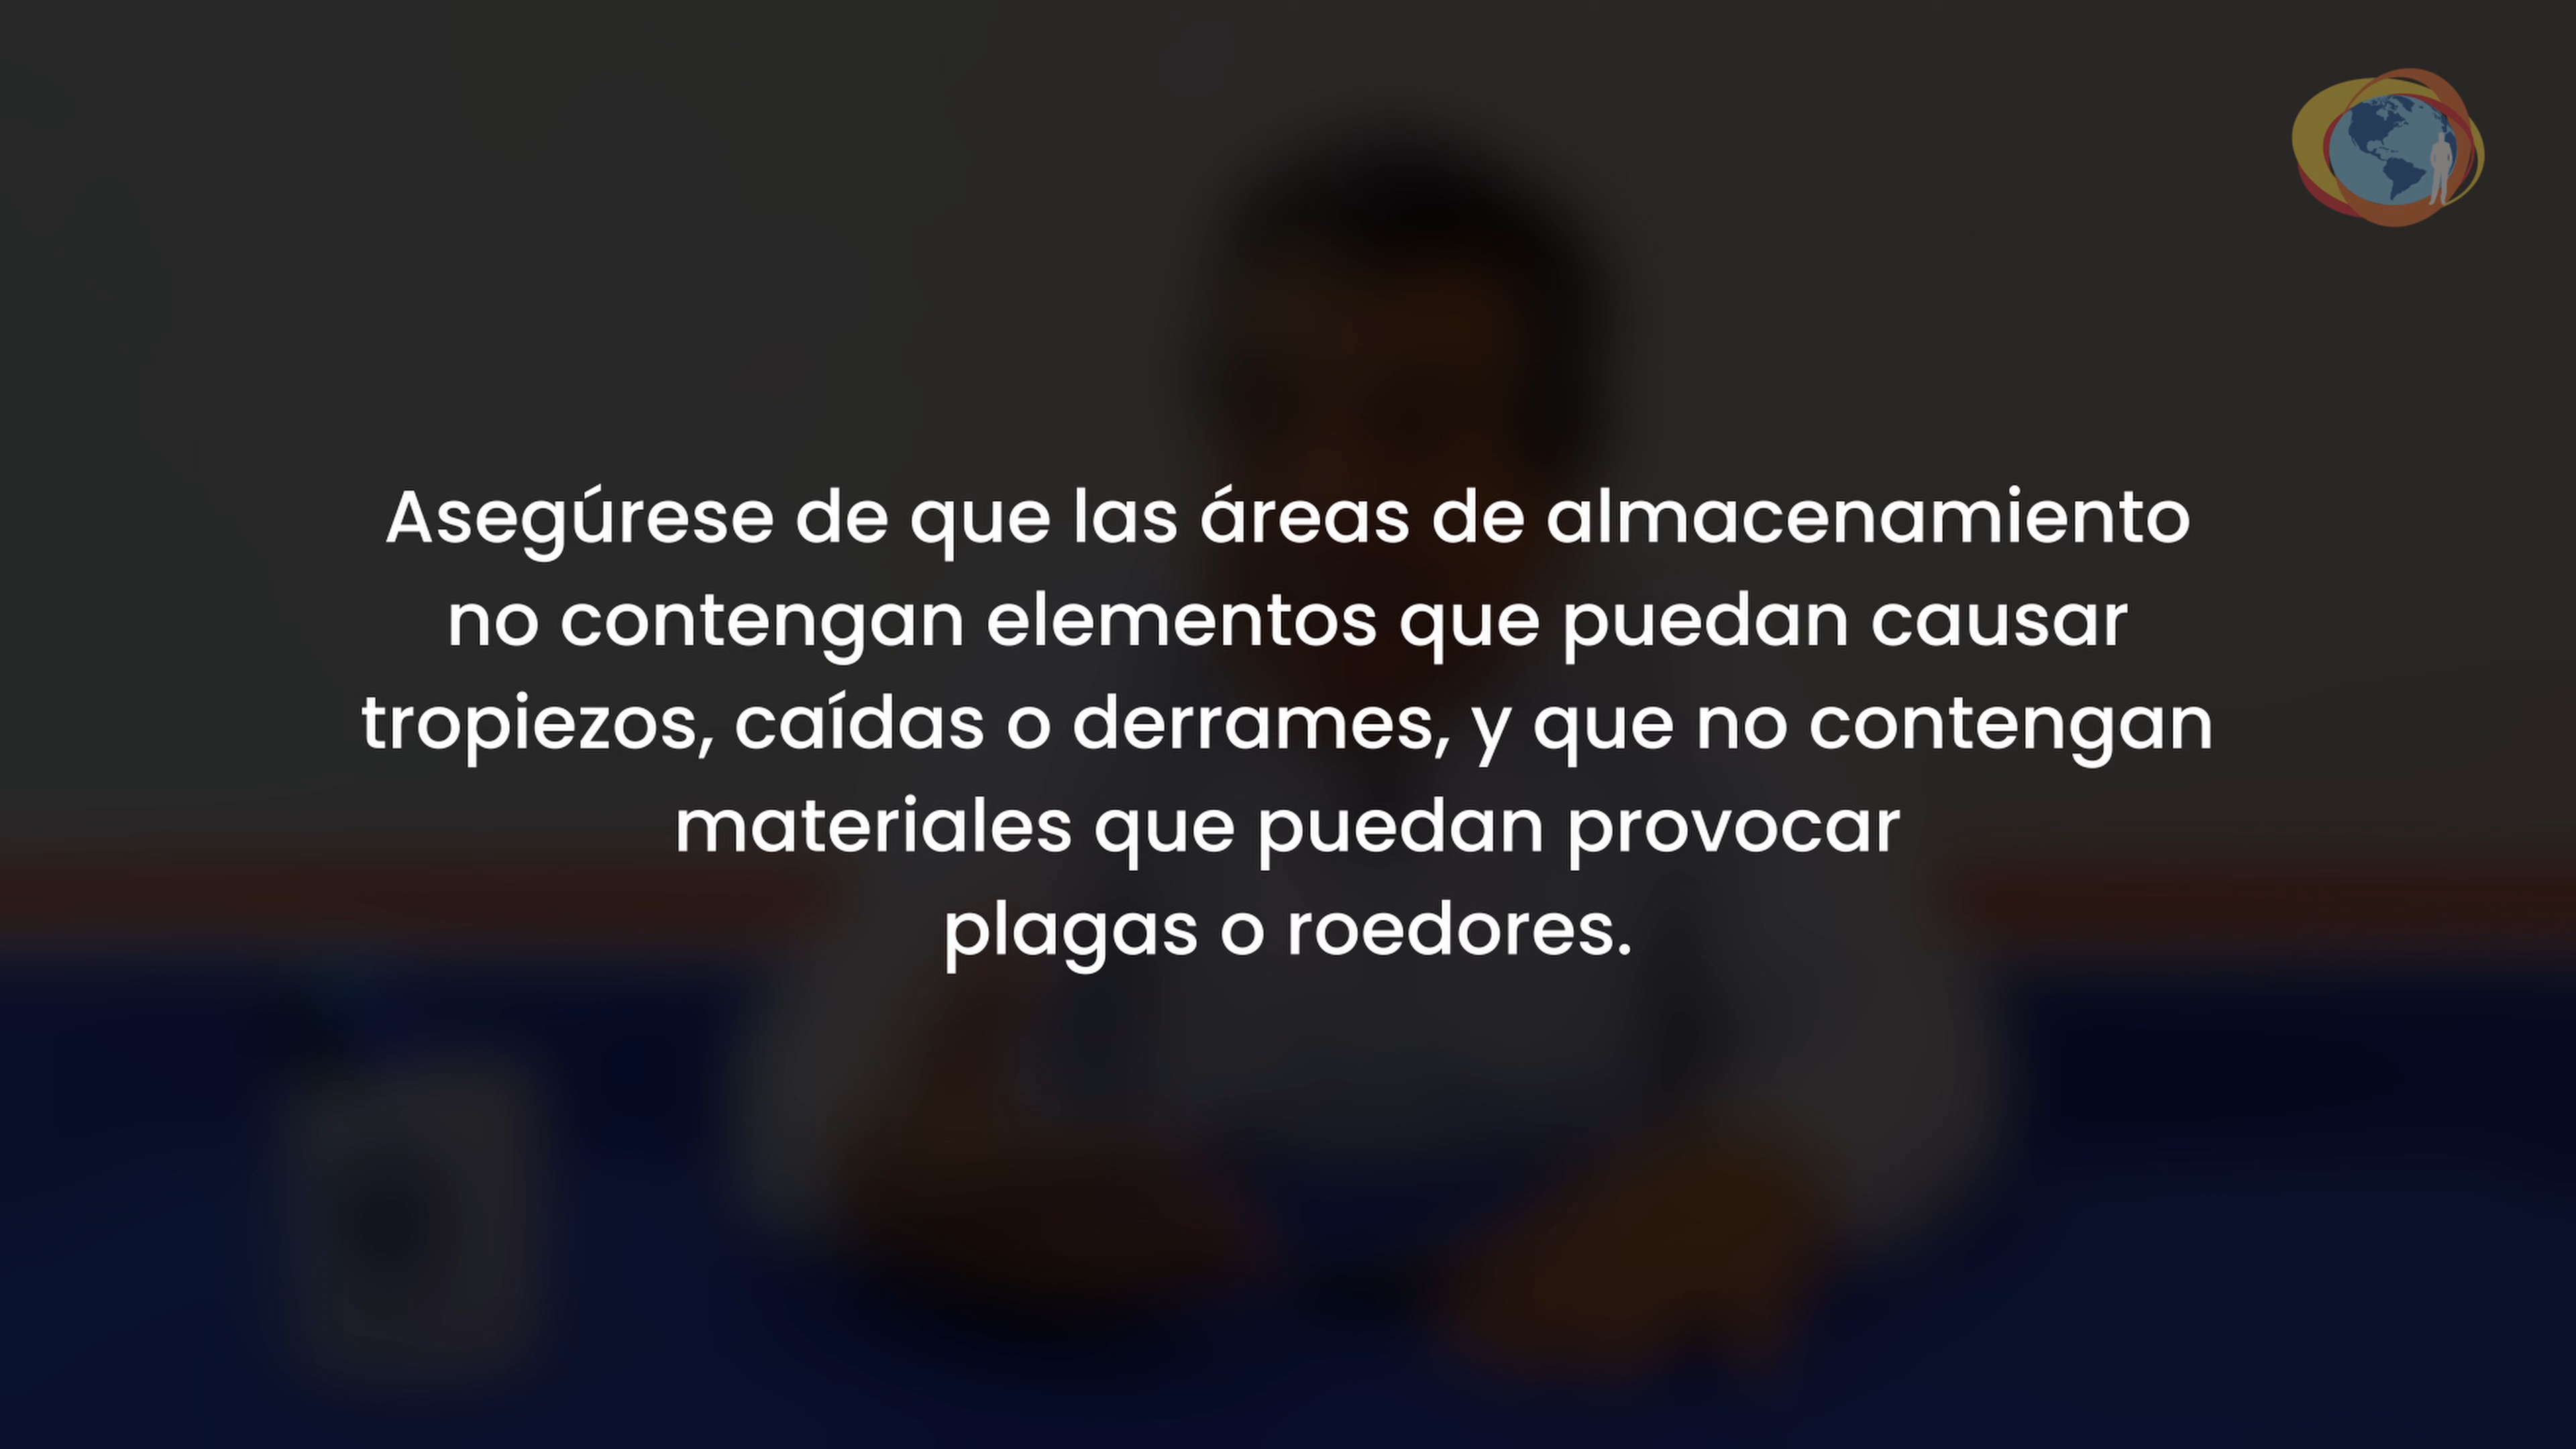 Asegúrese de que las áreas de almacenamiento
no contengan elementos que puedan causar
tropiezos, caídas o derrames, y que no contengan
materiales que puedan provocar
plagas o roedores.